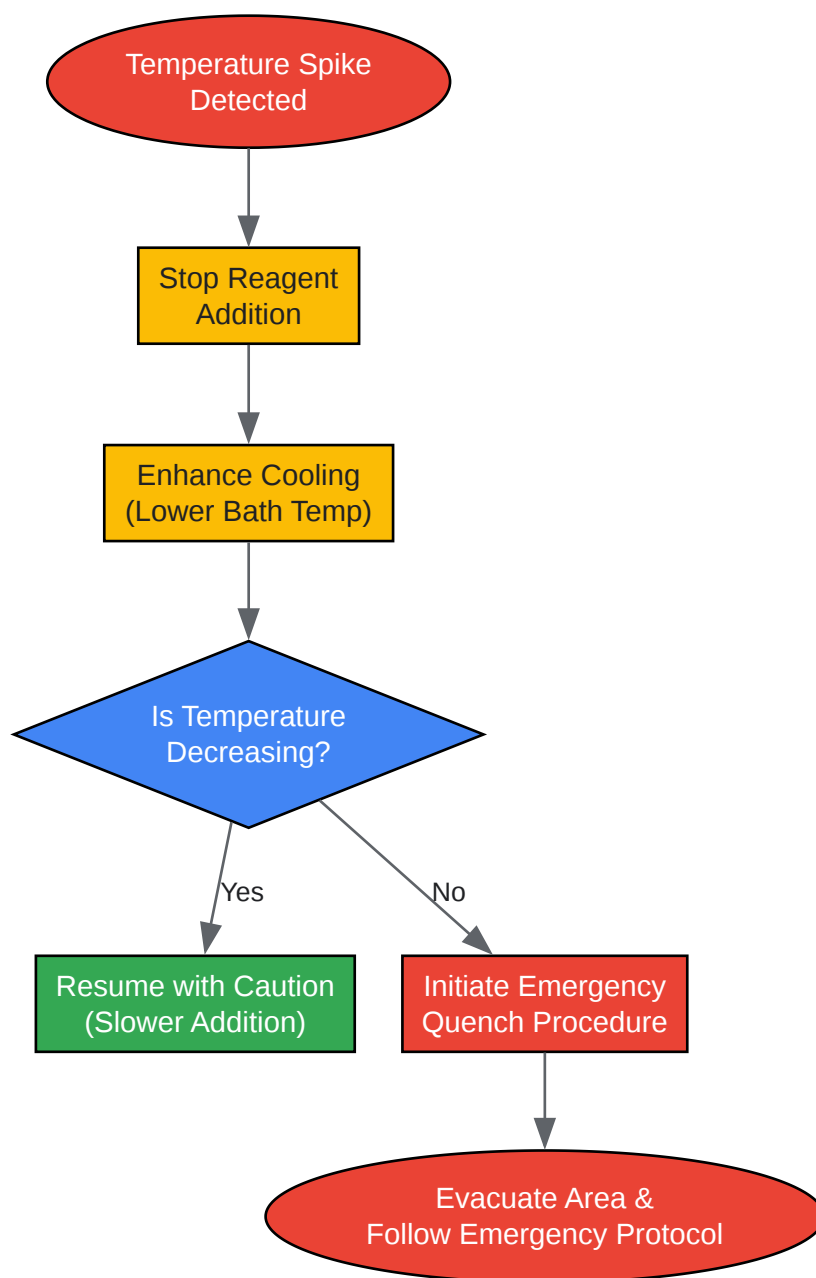 Temperature Spike
Detected
Stop Reagent
Addition
Enhance Cooling
(Lower Bath Temp)
Is Temperature
Decreasing?
Yes
No
Resume with Caution
(Slower Addition)
Initiate Emergency
Quench Procedure
Evacuate Area &
Follow Emergency Protocol